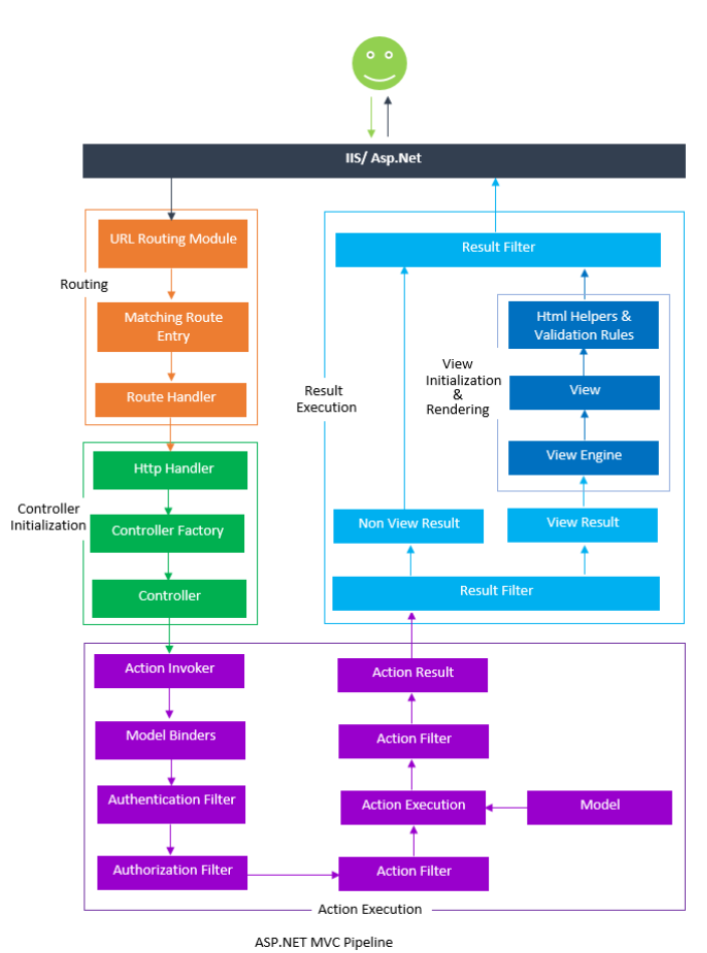 IIS/ Asp.Net
URL Routing Module
Routing
Matching Route
Entry
Route Handler
Http Handler
Controller
Initialization
Controller Factory
Controller
Action Invoker
Model Binders
Authentication Filter
Authorization Filter
Action Filter
Action Execution
Model
Action Filter
Action Result
Action Execution
Result Filter
Non View Result
View Result
Result
Execution
View Engine
View
View
Initialization
&
Rendering
Html Helpers &
Validation Rules
Result Filter
ASP.NET MVC Pipeline